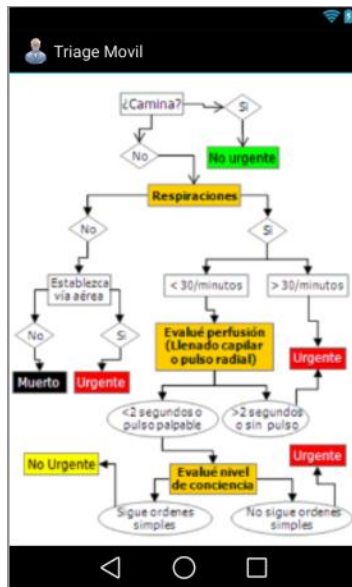 Triage Movil
¿Camina?
Si
No
No urgente
Respiraciones
No
Si
Establezca
vía aérea
< 30/minutos
> 30/minutos
No
Si
Evalué perfusión
(Llenado capilar
o pulso radial)
Urgente
Muerto
Urgente
<2 segundos o
pulso palpable
>2 segundos
o sin pulso
No Urgente
Evalué nivel
de conciencia
Urgente
Sigue ordenes
simples
No sigue ordenes
simples